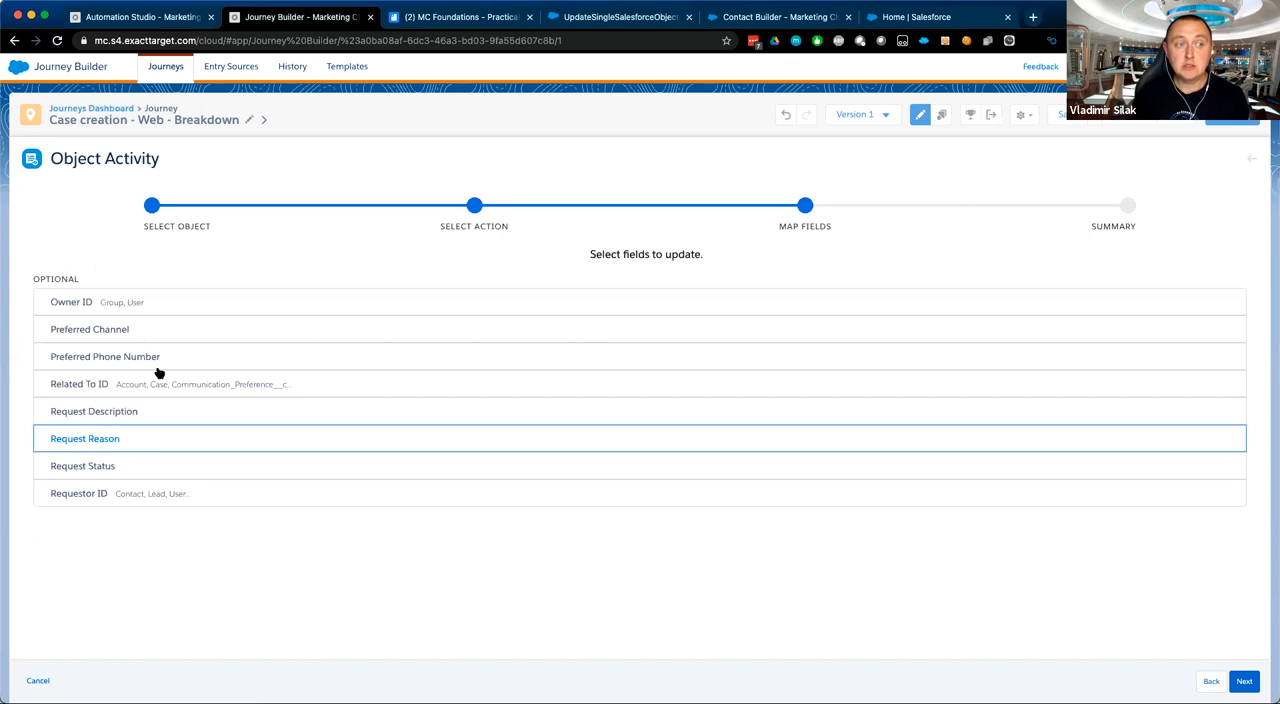 Automation Studio - Marketing
Journey Builder - Marketing Cl
(2) MC Foundations - Practical
UpdateSingleSalesforceObject
Contact Builder - Marketing Cl
Home | Salesforce
mc.s4.exacttarget.com/cloud/#app/Journey%20Builder/%23a0ba08af-6dc3-46a3-bd03-9fa55d607c8b/1
Journey Builder
Journeys
Entry Sources
History
Templates
Feedback
Vladimir Silak
Journeys Dashboard > Journey
Case creation - Web - Breakdown
Version 1
Object Activity
SELECT OBJECT
SELECT ACTION
MAP FIELDS
SUMMARY
Select fields to update.
OPTIONAL
Owner ID Group, User
Preferred Channel
Preferred Phone Number
Related To ID Account, Case, Communication_Preference__c...
Request Description
Request Reason
Request Status
Requestor ID Contact, Lead, User...
Cancel
Back
Next